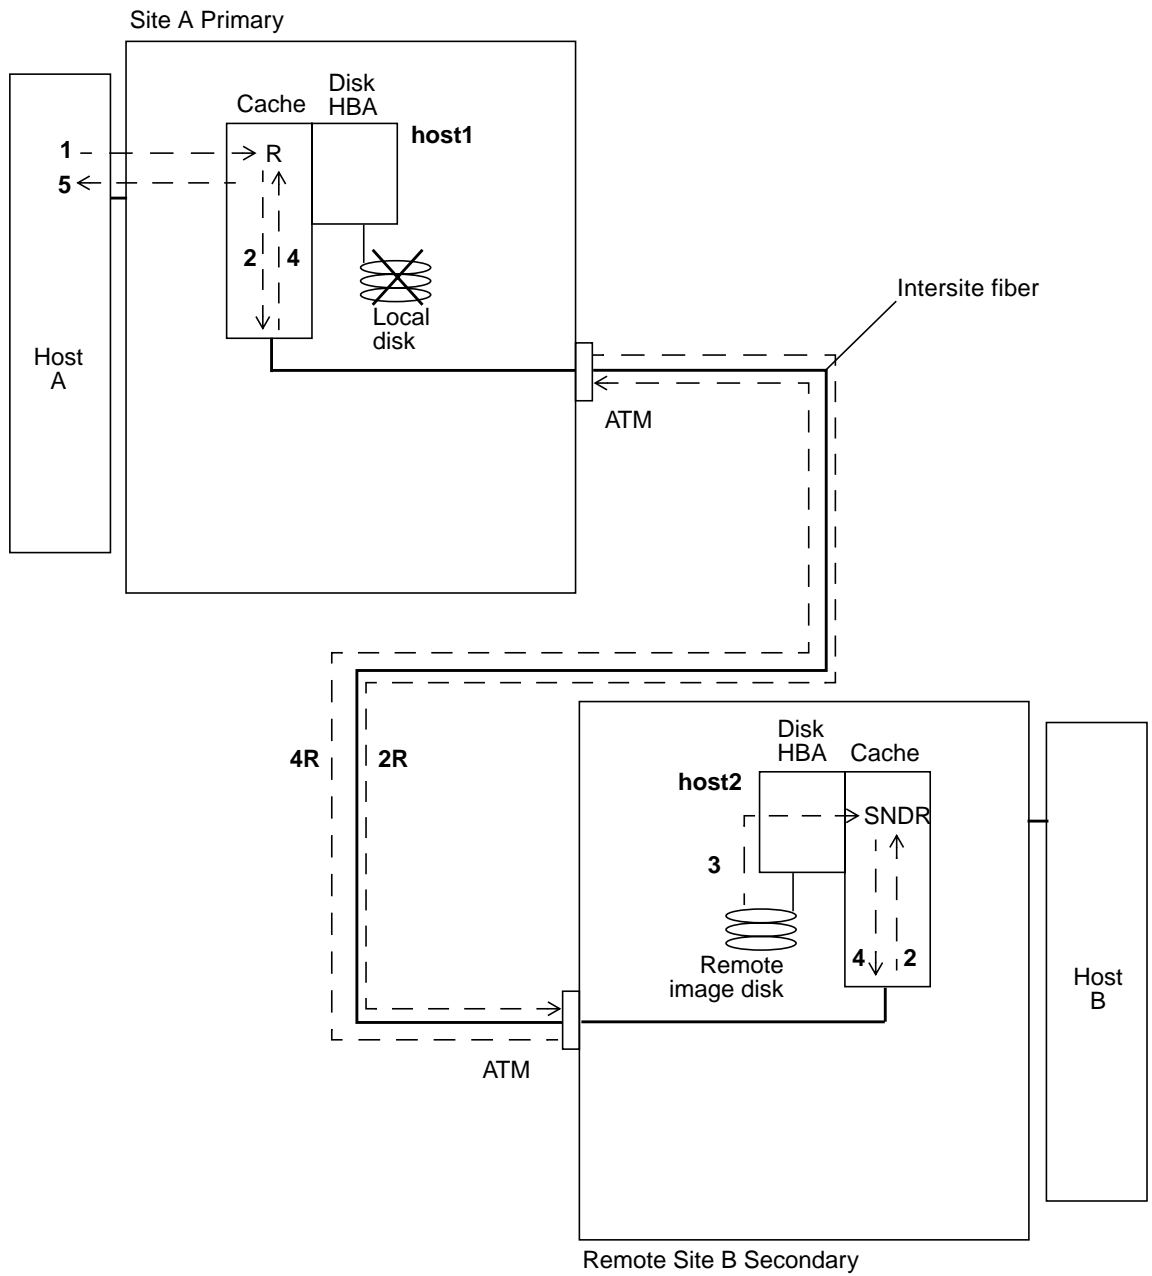 Site A Primary
Disk
HBA
Cache
host1
1
R
5
2
4
Intersite fiber
Local
disk
Host
A
ATM
4R
2R
Disk
HBA
Cache
host2
SNDR
3
4
2
Remote
image disk
Host
B
ATM
Remote Site B Secondary